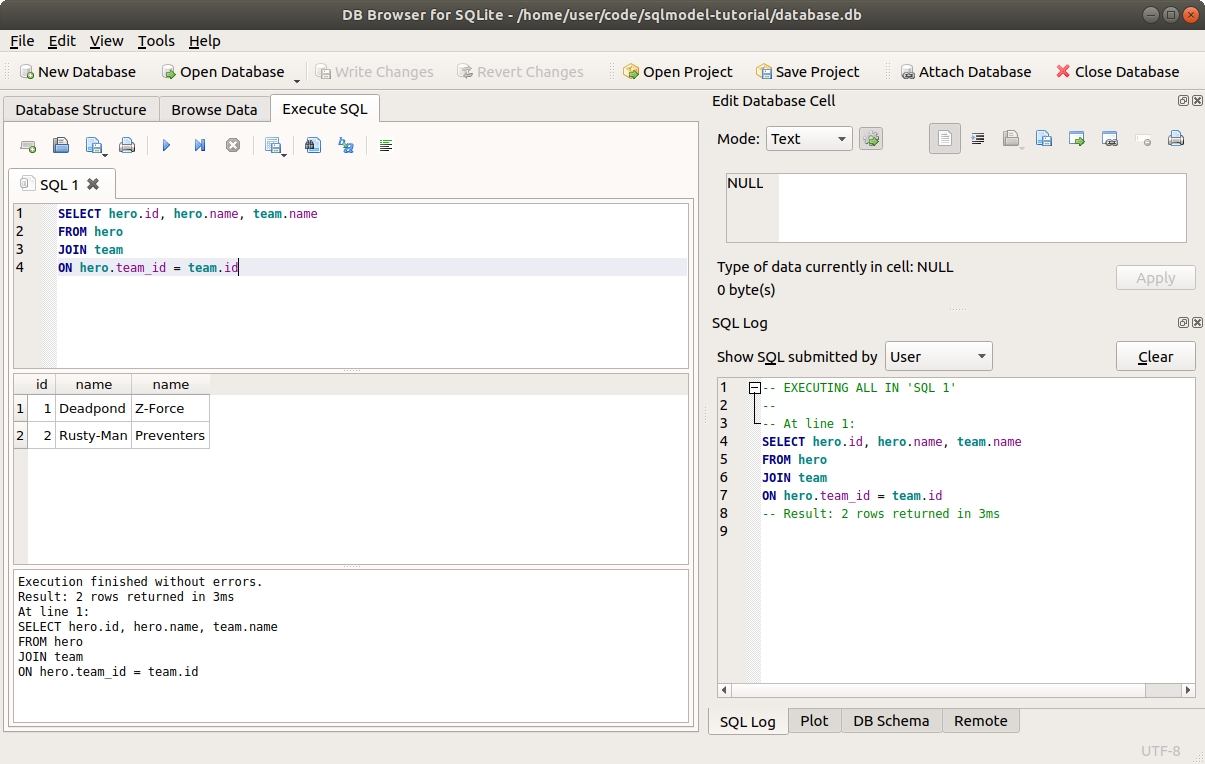 DB Browser for SQLite - /home/user/code/sqlmodel-tutorial/database.db
File Edit View Tools Help
New Database Open Database Write Changes Revert Changes Open Project Save Project Attach Database Close Database
Database Structure Browse Data Execute SQL
SQL 1
1 SELECT hero.id, hero.name, team.name
2 FROM hero
3 JOIN team
4 ON hero.team_id = team.id
id name name
1 1 Deadpond Z-Force
2 2 Rusty-Man Preventers
Execution finished without errors.
Result: 2 rows returned in 3ms
At line 1:
SELECT hero.id, hero.name, team.name
FROM hero
JOIN team
ON hero.team_id = team.id
Edit Database Cell
Mode: Text
NULL
Type of data currently in cell: NULL
0 byte(s)
Apply
SQL Log
Show SQL submitted by User Clear
1 -- EXECUTING ALL IN 'SQL 1'
2 --
3 -- At line 1:
4 SELECT hero.id, hero.name, team.name
5 FROM hero
6 JOIN team
7 ON hero.team_id = team.id
8 -- Result: 2 rows returned in 3ms
9
SQL Log Plot DB Schema Remote
UTF-8